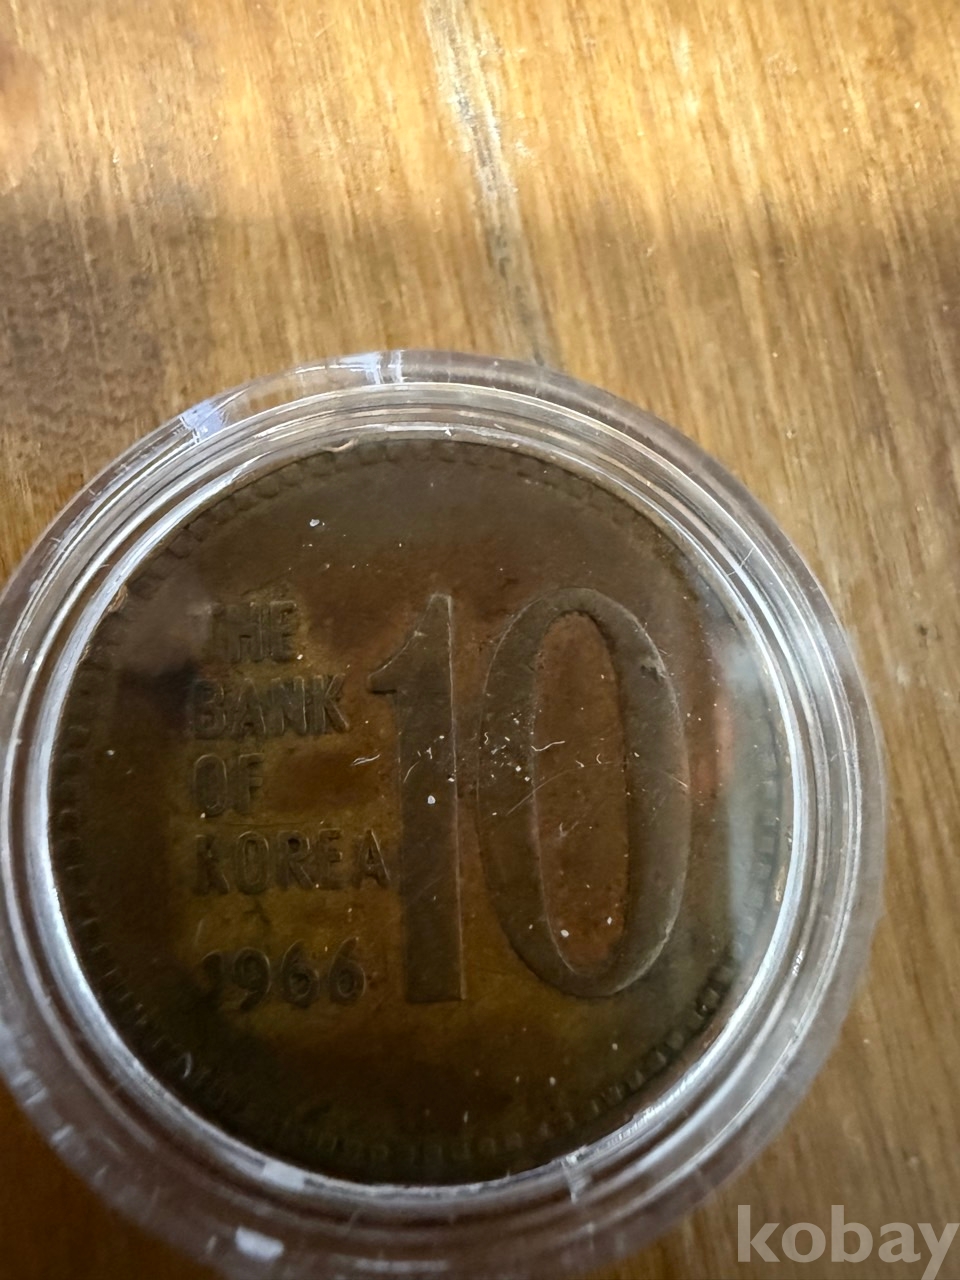 THE
BANK
OF
KOREA
1966
10
kobay